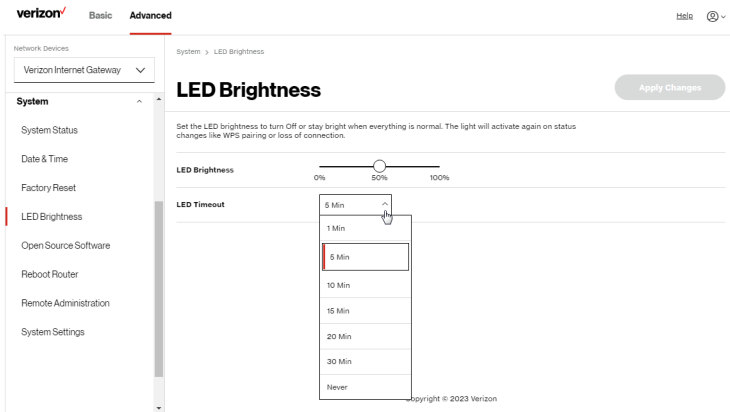 verizon✓
Basic
Advanced
Help
Network Devices
Verizon Internet Gateway
System
System Status
Date & Time
Factory Reset
LED Brightness
Open Source Software
Reboot Router
Remote Administration
System Settings
System > LED Brightness
LED Brightness
Apply Changes
Set the LED brightness to turn Off or stay bright when everything is normal. The light will activate again on status
changes like WPS pairing or loss of connection.
LED Brightness
0% 50% 100%
LED Timeout
5 Min
1 Min
5 Min
10 Min
15 Min
20 Min
30 Min
Never
opyright © 2023 Verizon